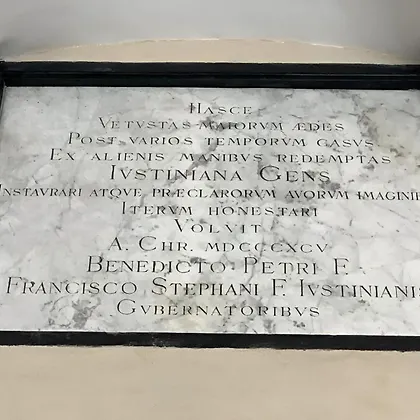 HASCE
VETVSTAS MAIORVM ÆDES
POST VARIOS TEMPORVM CASVS
EX ALIENIS MANIBVS REDEMPTAS
IVSTINIANA GENS
INSTAVRARI ATQVE PRÆCLARORVM AVORVM IMAGINIB
ITERVM HONESTARI
VOLVIT
A. CHR. MDCCCXCV
BENEDICTO PETRI F.
FRANCISCO STEPHANI F. IVSTINIANIS
GVBERNATORIBVS